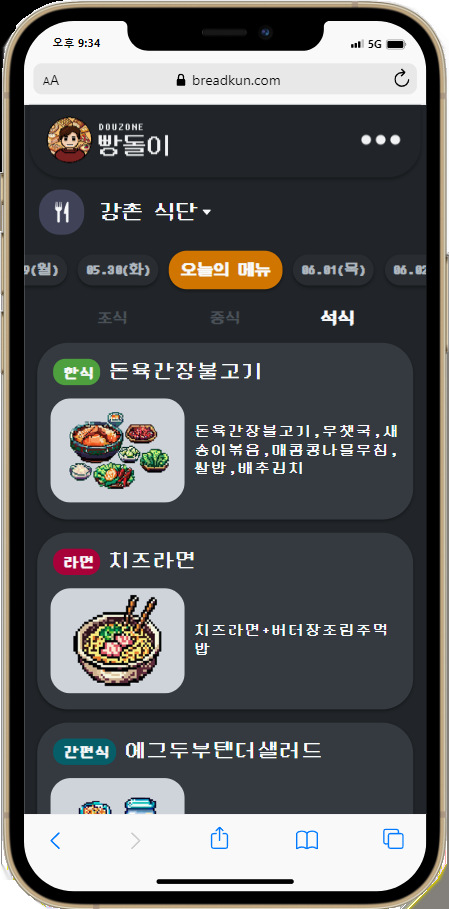 오후 9:34
5G
AA
breadkun.com
DOUZONE
빵돌이
강촌 식단
9(월)
05.30(화)
오늘의 메뉴
06.01(목)
06.02
조식
중식
석식
한식
돈육간장불고기
돈육간장불고기,무챗국,새
송이볶음,매콤콩나물무침,
쌀밥,배추김치
라면
치즈라면
치즈라면+버터장조림주먹
밥
간편식
에그두부텐더샐러드